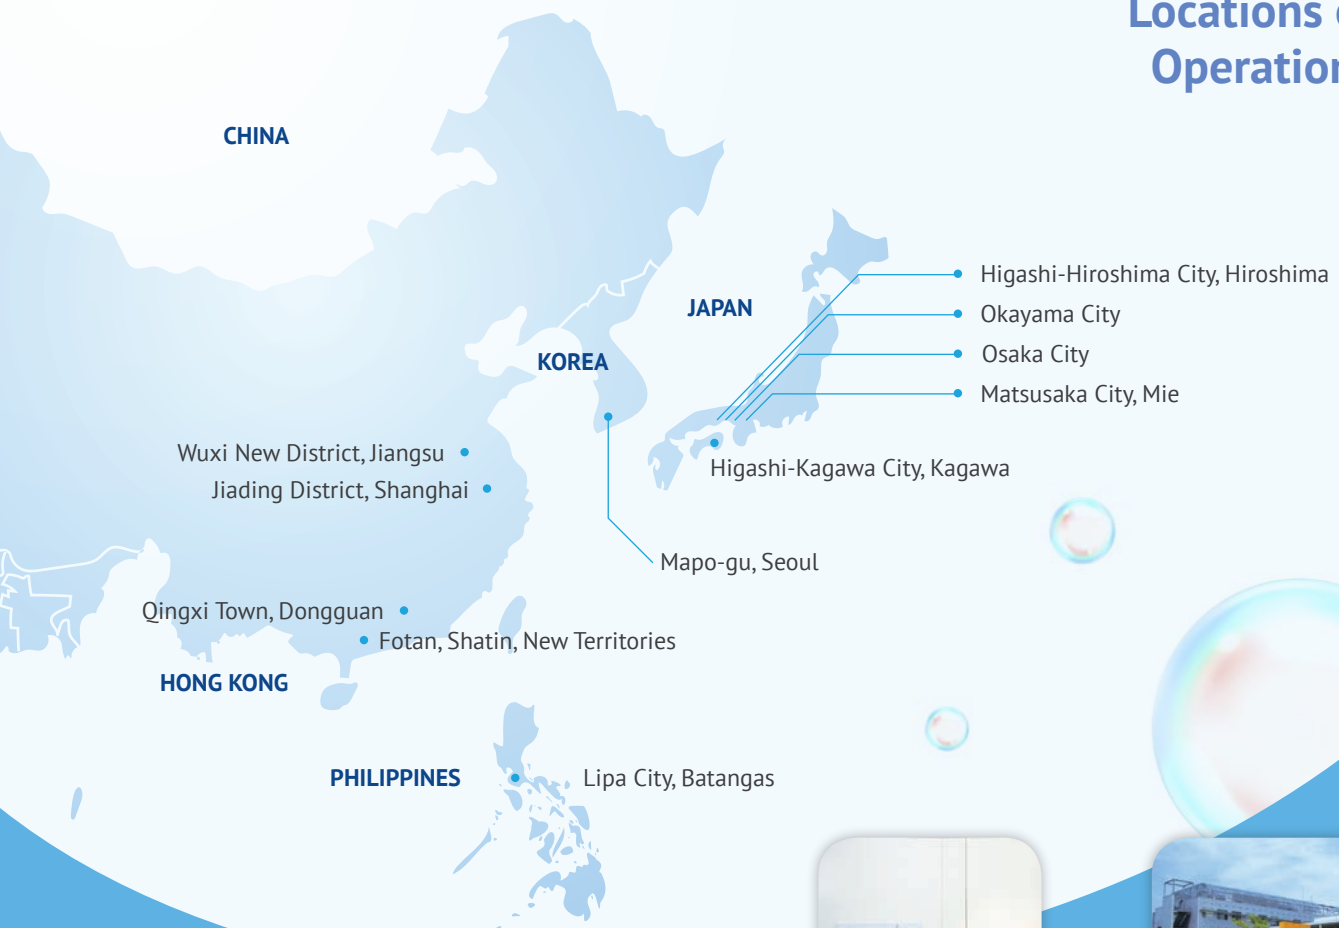 Locations
Operation
CHINA
JAPAN
KOREA
Higashi-Hiroshima City, Hiroshima
Okayama City
Osaka City
Matsusaka City, Mie
Higashi-Kagawa City, Kagawa
Wuxi New District, Jiangsu
Jiading District, Shanghai
Mapo-gu, Seoul
Qingxi Town, Dongguan
Fotan, Shatin, New Territories
HONG KONG
PHILIPPINES
Lipa City, Batangas